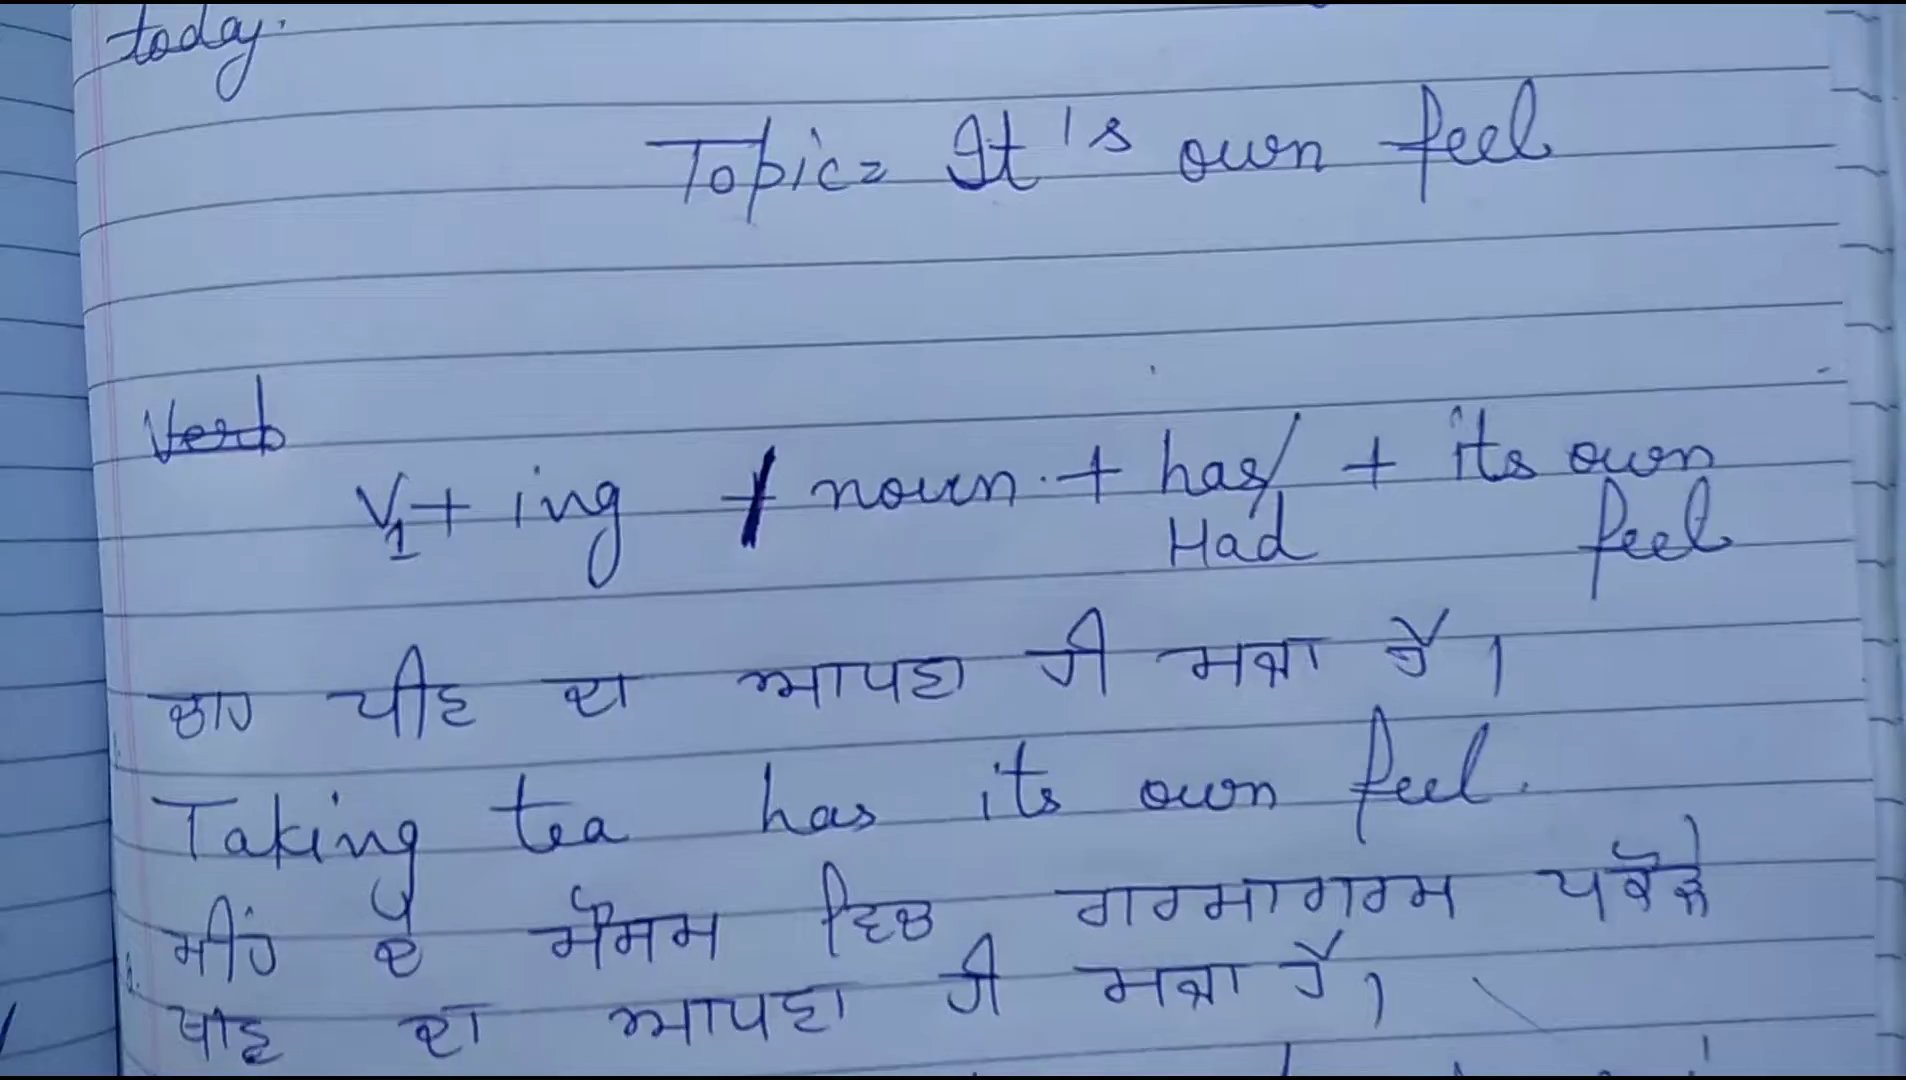 today.
Topic= It's own feel
Verb
V1+ ing + noun + has/ + its own
Had feel
ਚਾਹ ਪੀਣ ਦਾ ਆਪਣਾ ਹੀ ਮਜ਼ਾ ਹੈ।
Taking tea has its own feel.
ਮੀਂਹ ਦੇ ਮੌਸਮ ਵਿਚ ਗਰਮਾਗਰਮ ਪਕੌੜੇ
ਖਾਣ ਦਾ ਆਪਣਾ ਹੀ ਮਜ਼ਾ ਹੈ।